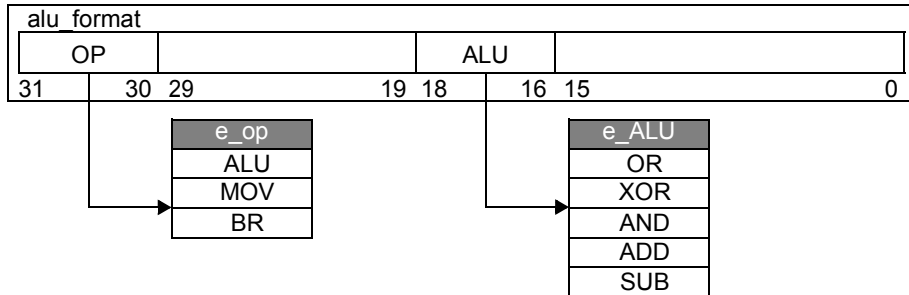 alu_format
OP ALU
31 30 29 19 18 16 15 0
e_op e_ALU
ALU OR
MOV XOR
BR AND
ADD
SUB